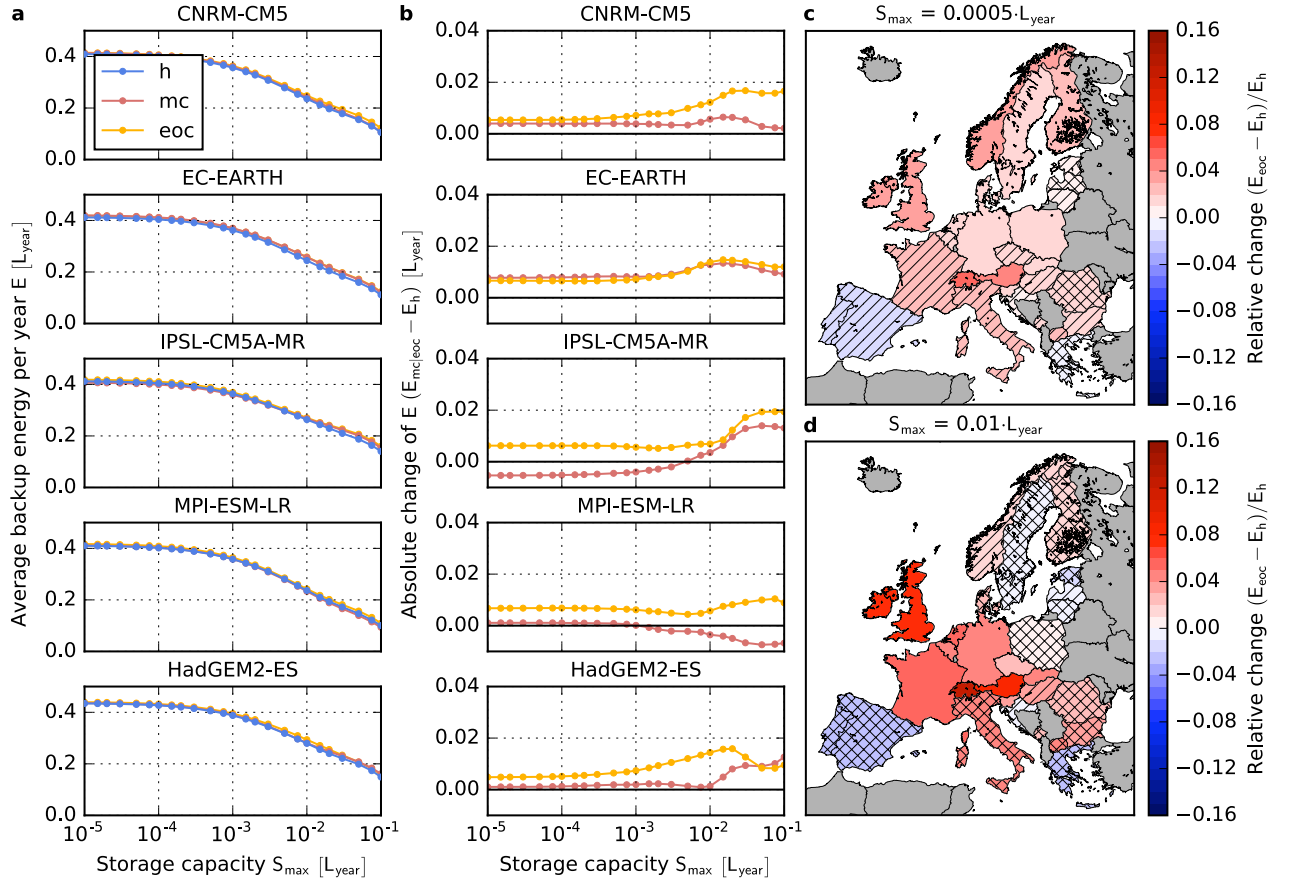 a
CNRM-CM5
0.4
0.2
0.0
h
mc
eoc
EC-EARTH
0.4
0.2
0.0
IPSL-CM5A-MR
0.4
0.2
0.0
MPI-ESM-LR
0.4
0.2
0.0
HadGEM2-ES
0.4
0.2
0.0
10^-5
10^-4
10^-3
10^-2
10^-1
Storage capacity S_max [L_year]
Average backup energy per year E [L_year]
b
CNRM-CM5
0.04
0.02
0.00
EC-EARTH
0.04
0.02
0.00
IPSL-CM5A-MR
0.04
0.02
0.00
MPI-ESM-LR
0.04
0.02
0.00
HadGEM2-ES
0.04
0.02
0.00
10^-5
10^-4
10^-3
10^-2
10^-1
Storage capacity S_max [L_year]
Absolute change of E (E_mc|eoc − E_h) [L_year]
c
S_max = 0.0005·L_year
0.16
0.12
0.08
0.04
0.00
−0.04
−0.08
−0.12
−0.16
Relative change (E_eoc − E_h)/E_h
d
S_max = 0.01·L_year
0.16
0.12
0.08
0.04
0.00
−0.04
−0.08
−0.12
−0.16
Relative change (E_eoc − E_h)/E_h